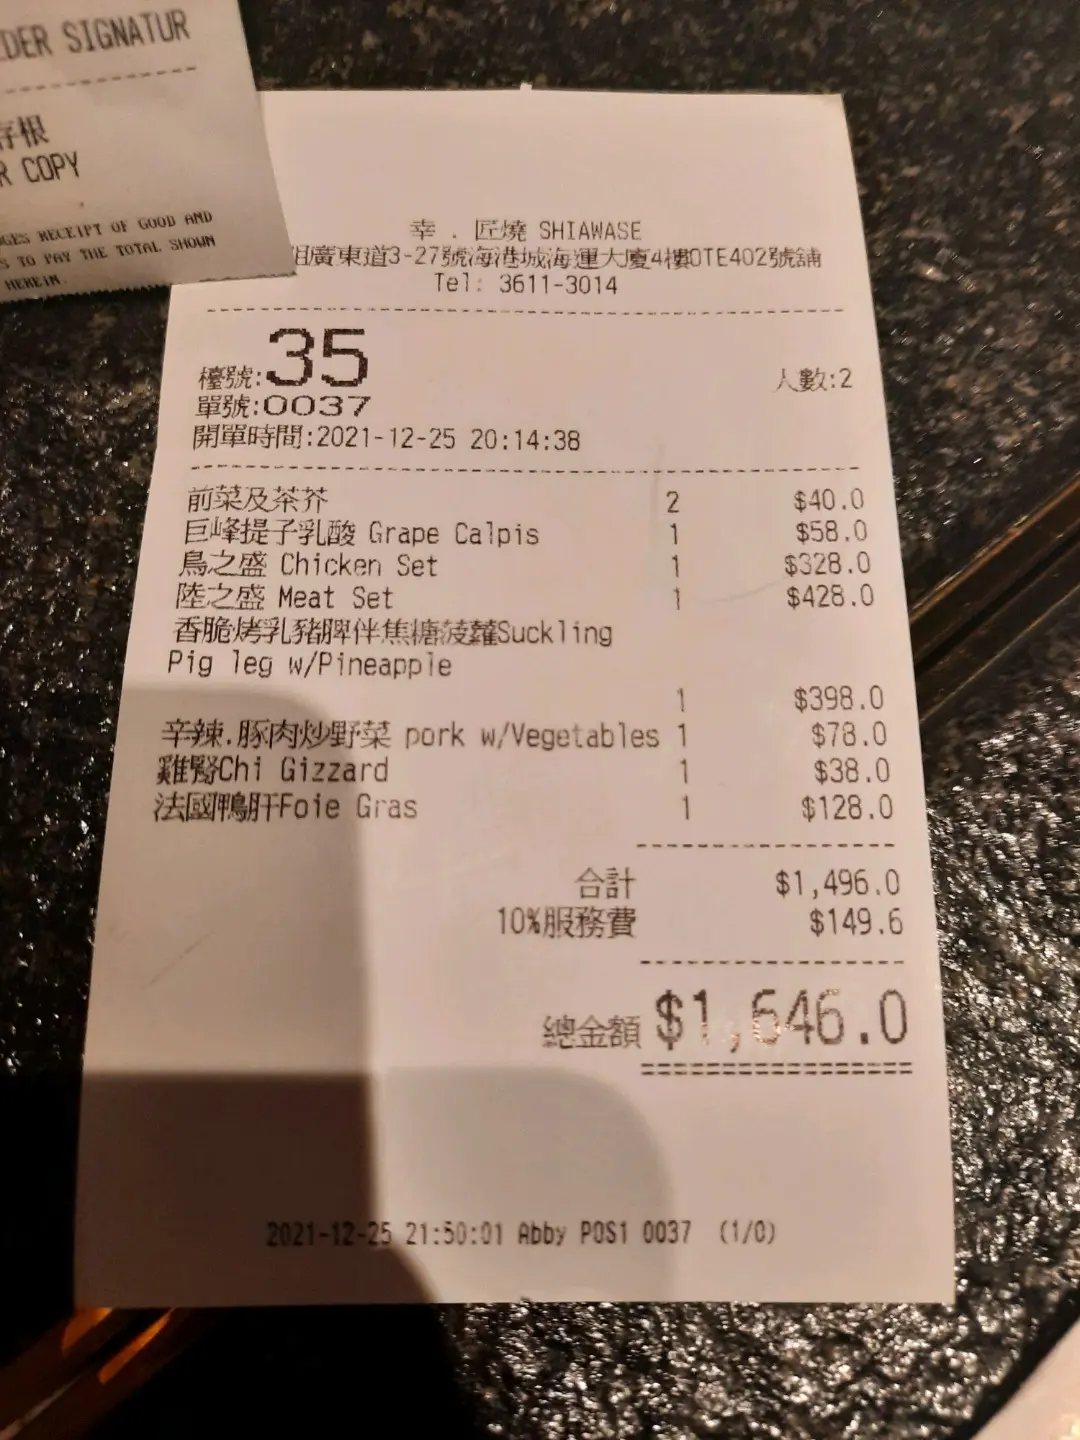 DER SIGNATUR
存根
R COPY
GES RECEIPT OF GOOD AND
S TO PAY THE TOTAL SHOWN
HEREIN
幸 . 匠燒 SHIAWASE
咀廣東道3-27號海港城海運大廈4樓OTE402號舖
Tel: 3611-3014
檯號:35 人數:2
單號:0037
開單時間:2021-12-25 20:14:38
前菜及茶芥 2 $40.0
巨峰提子乳酸 Grape Calpis 1 $58.0
鳥之盛 Chicken Set 1 $328.0
陸之盛 Meat Set 1 $428.0
香脆烤乳豬脾伴焦糖菠蘿Suckling
Pig leg w/Pineapple
1 $398.0
辛辣.豚肉炒野菜 pork w/Vegetables 1 $78.0
雞腎Chi Gizzard 1 $38.0
法國鴨肝Foie Gras 1 $128.0
合計 $1,496.0
10%服務費 $149.6
總金額 $1,646.0
2021-12-25 21:50:01 Abby POS1 0037 (1/0)